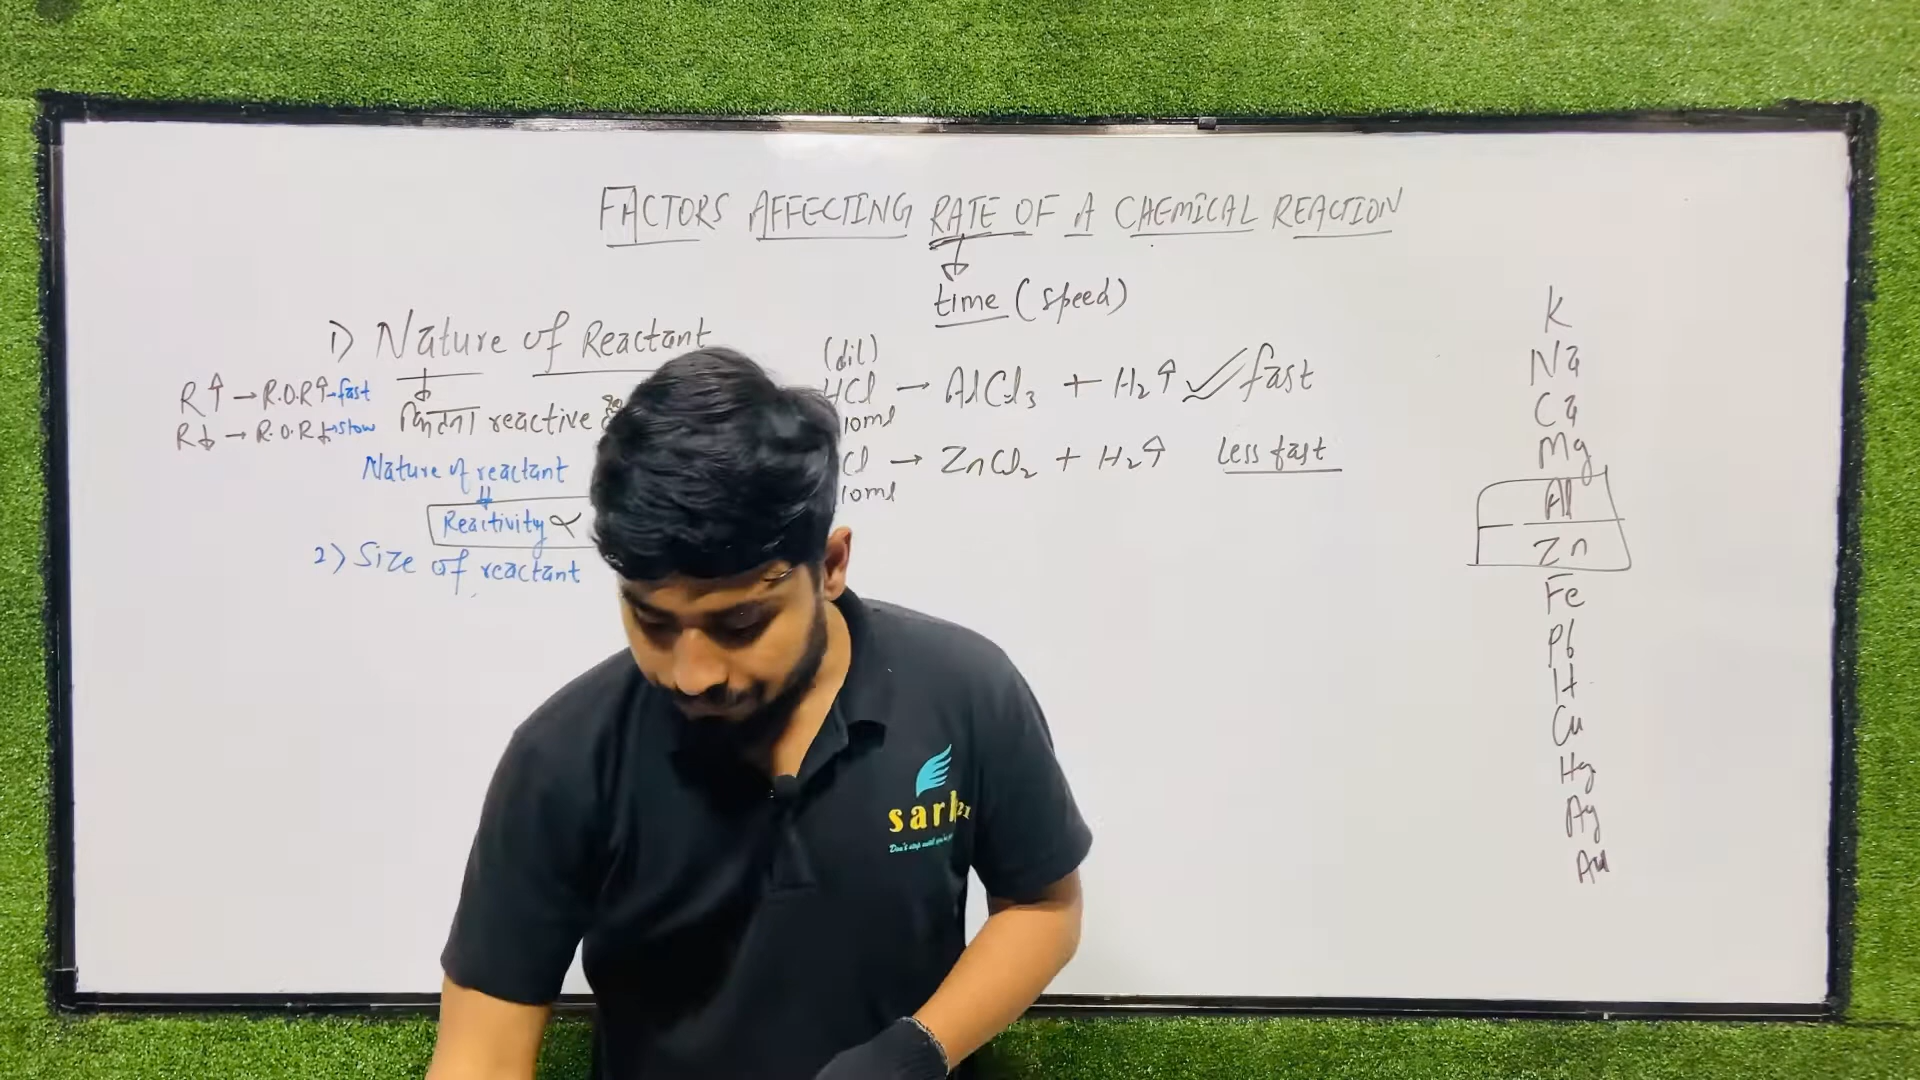 FACTORS AFFECTING RATE OF A CHEMICAL REACTION
time (speed)
1) Nature of Reactant
R↑ → R.O.R↑→fast
R↓ → R.O.R↓→slow
जितना reactive
Nature of reactant
Reactivity ∝
2) Size of reactant
(dil)
HCl → AlCl₃ + H₂↑ ✓ fast
10ml
Cl → ZnCl₂ + H₂↑ Less fast
10ml
K
Na
Ca
Mg
Al
Zn
Fe
Pb
H
Cu
Hg
Ag
Au